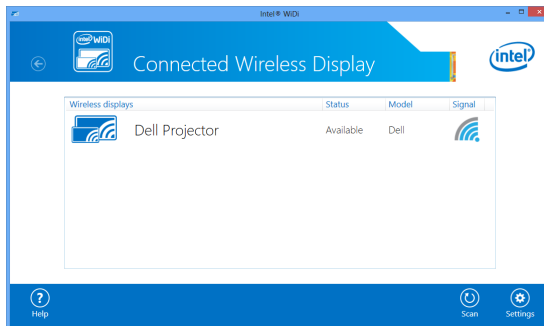 Intel® WiDi
intel WiDi
Connected Wireless Display
intel
Wireless displays Status Model Signal
Dell Projector Available Dell
Help Scan Settings